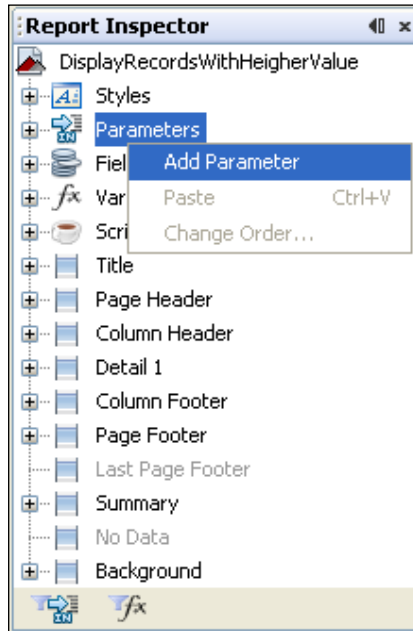 Report Inspector
DisplayRecordsWithHeigherValue
Styles
Parameters
Fiel
Add Parameter
Var
Paste Ctrl+V
Scri
Change Order...
Title
Page Header
Column Header
Detail 1
Column Footer
Page Footer
Last Page Footer
Summary
No Data
Background